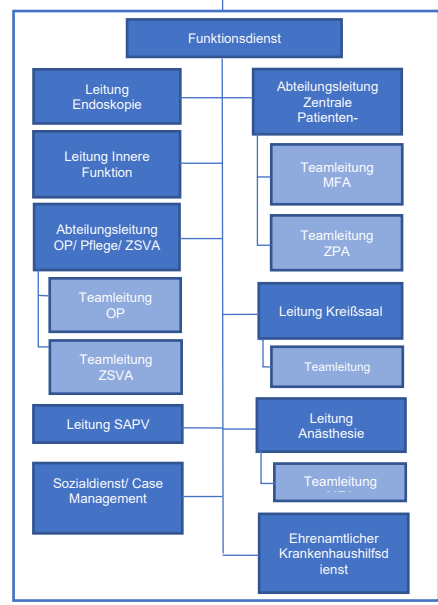 Funktionsdienst
Leitung
Endoskopie
Abteilungsleitung
Zentrale
Patienten-
Leitung Innere
Funktion
Teamleitung
MFA
Abteilungsleitung
OP/ Pflege/ ZSVA
Teamleitung
ZPA
Teamleitung
OP
Leitung Kreißsaal
Teamleitung
ZSVA
Teamleitung
Leitung SAPV
Leitung
Anästhesie
Sozialdienst/ Case
Management
Teamleitung
Ehrenamtlicher
Krankenhaushilfsd
ienst